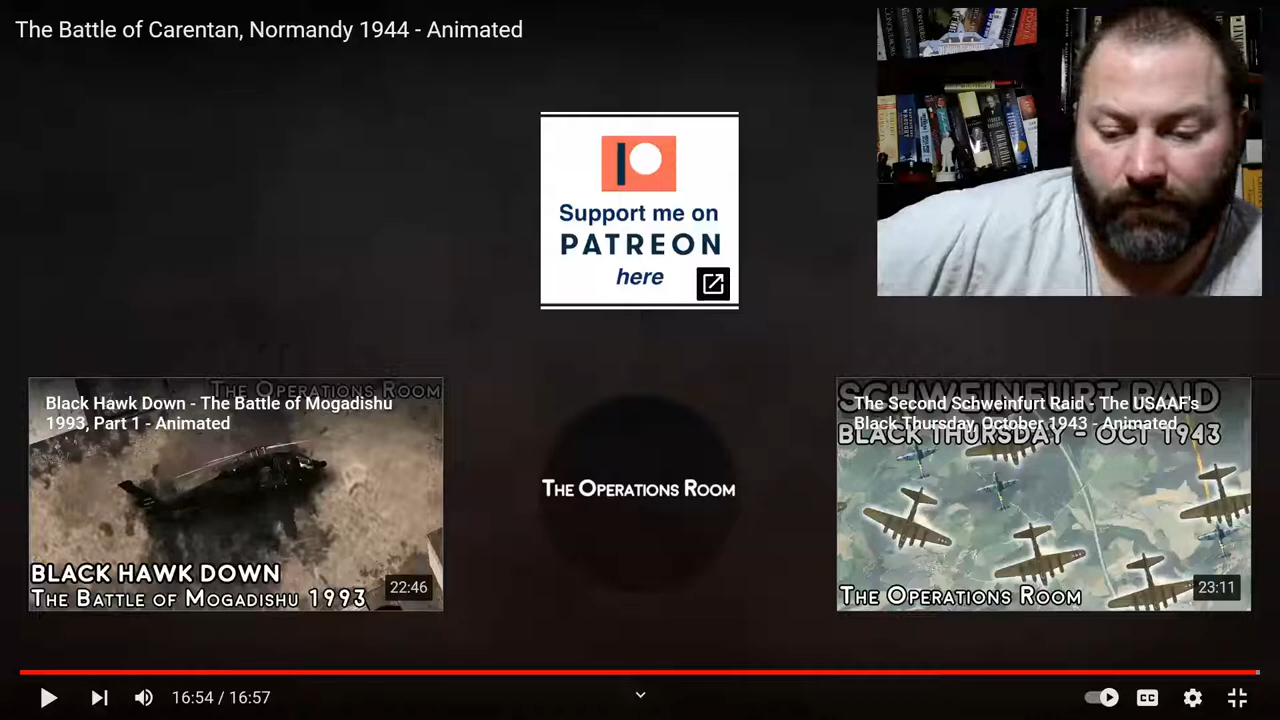 The Battle of Carentan, Normandy 1944 - Animated
Support me on
PATREON
here
THE OPERATIONS ROOM
Black Hawk Down - The Battle of Mogadishu
1993, Part 1 - Animated
BLACK HAWK DOWN
THE BATTLE OF MOGADISHU 1993
22:46
THE OPERATIONS ROOM
SCHWEINFURT RAID
The Second Schweinfurt Raid - The USAAF's
Black Thursday, October 1943 - Animated
BLACK THURSDAY - OCT 1943
THE OPERATIONS ROOM
23:11
16:54 / 16:57
CC